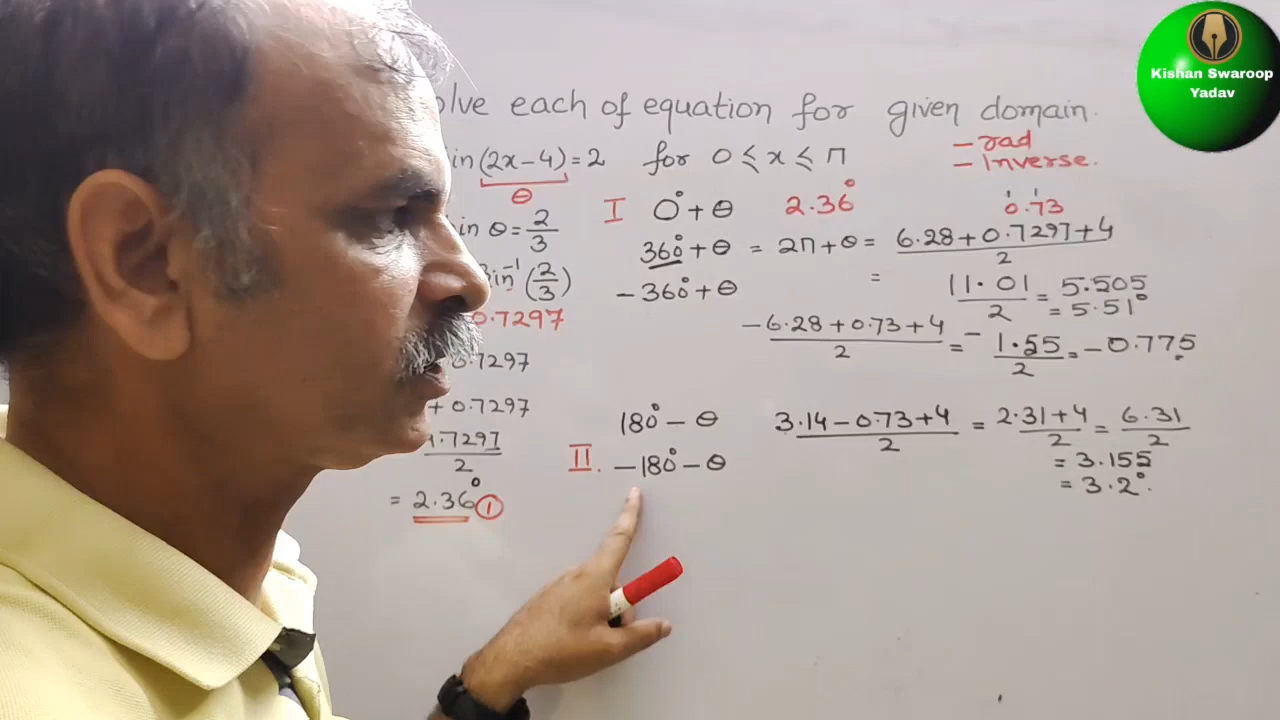 Kishan Swaroop
Yadav
olve each of equation for given domain.
in (2x-4) = 2 for 0 ≤ x ≤ π
- rad
- Inverse.
θ
in θ = 2/3
in⁻¹ (2/3)
0.7297
0.7297
+ 0.7297
4.7297
2
= 2.36° ①
I 0° + θ 2.36°
0.73
360° + θ = 2π + θ = (6.28 + 0.7297 + 4)/2
= 11.01/2 = 5.505
= 5.51°
-360° + θ
(-6.28 + 0.73 + 4)/2 = -1.55/2 = -0.775
180° - θ (3.14 - 0.73 + 4)/2 = (2.31 + 4)/2 = 6.31/2
II. -180° - θ
= 3.155
= 3.2°.